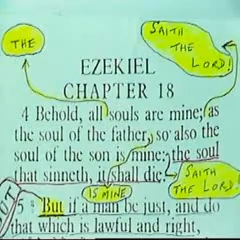 THE
SAITH
THE
LORD!
EZEKIEL
CHAPTER 18
4 Behold, all souls are mine; as
the soul of the father, so also the
soul of the son is mine: the soul
that sinneth, it shall die.
SAITH
THE LORD!
IS MINE
5 But if a man be just, and do
that which is lawful and right,